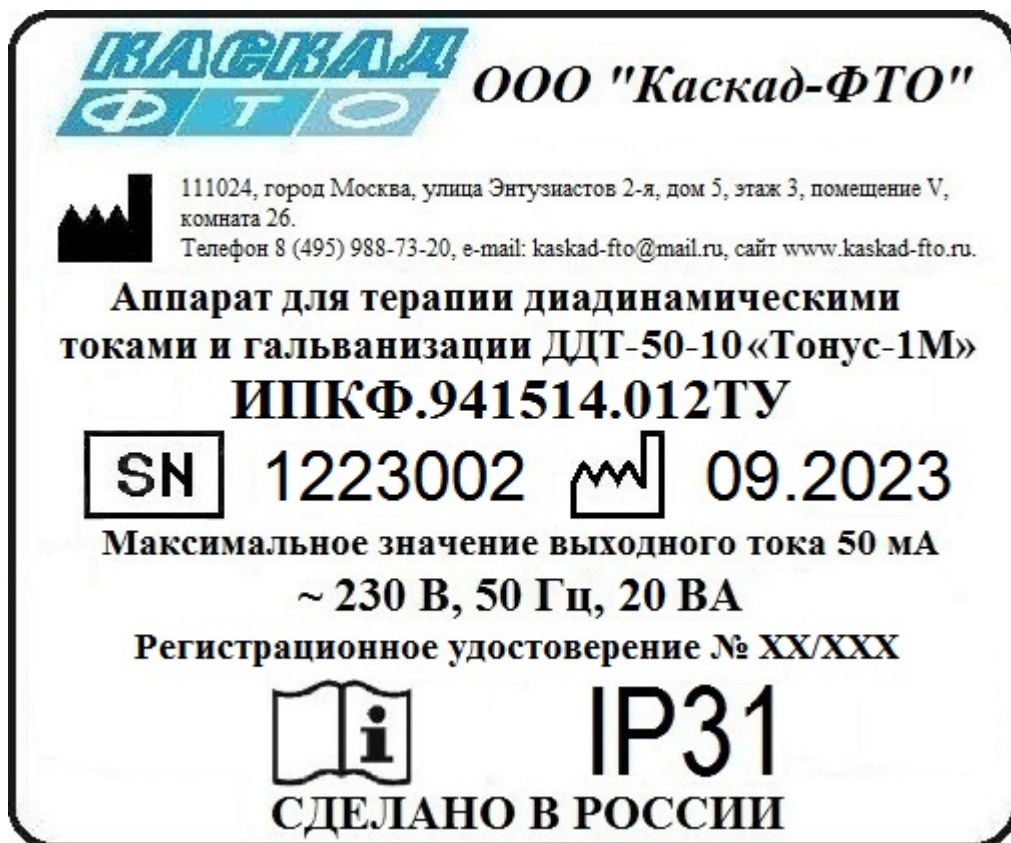 КАСКАД
ФТО
ООО "Каскад-ФТО"
111024, город Москва, улица Энтузиастов 2-я, дом 5, этаж 3, помещение V,
комната 26.
Телефон 8 (495) 988-73-20, e-mail: kaskad-fto@mail.ru, сайт www.kaskad-fto.ru.
Аппарат для терапии диадинамическими
токами и гальванизации ДДТ-50-10 «Тонус-1М»
ИПКФ.941514.012ТУ
SN 1223002 09.2023
Максимальное значение выходного тока 50 мА
~ 230 В, 50 Гц, 20 ВА
Регистрационное удостоверение № XX/XXX
i IP31
СДЕЛАНО В РОССИИ